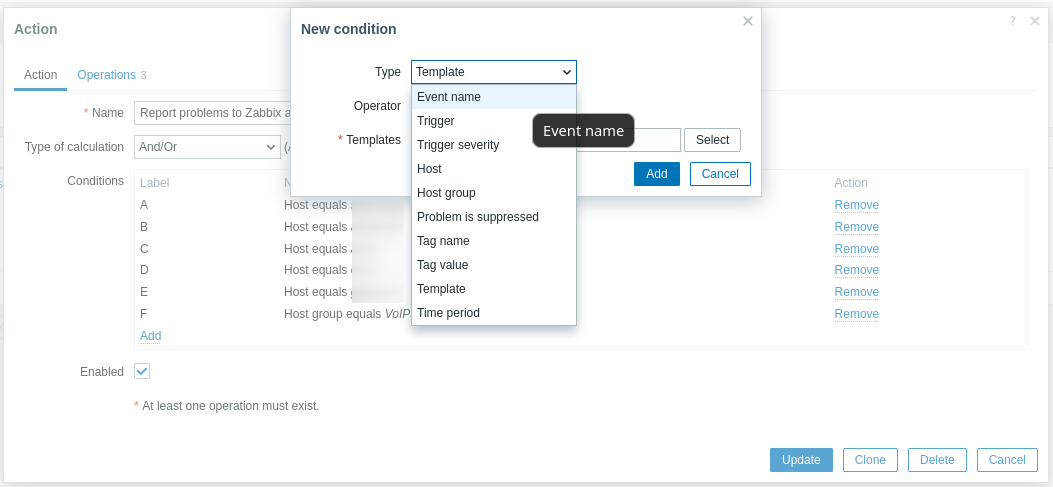 Action
?
New condition
Type Template
Event name
Trigger
Trigger severity
Host
Host group
Problem is suppressed
Tag name
Tag value
Template
Time period
Operator
* Templates Select
Event name
Add Cancel
Action Operations 3
* Name Report problems to Zabbix a
Type of calculation And/Or
Conditions
Label Action
A Host equals Remove
B Host equals Remove
C Host equals Remove
D Host equals Remove
E Host equals Remove
F Host group equals VoIP Remove
Add
Enabled
* At least one operation must exist.
Update Clone Delete Cancel